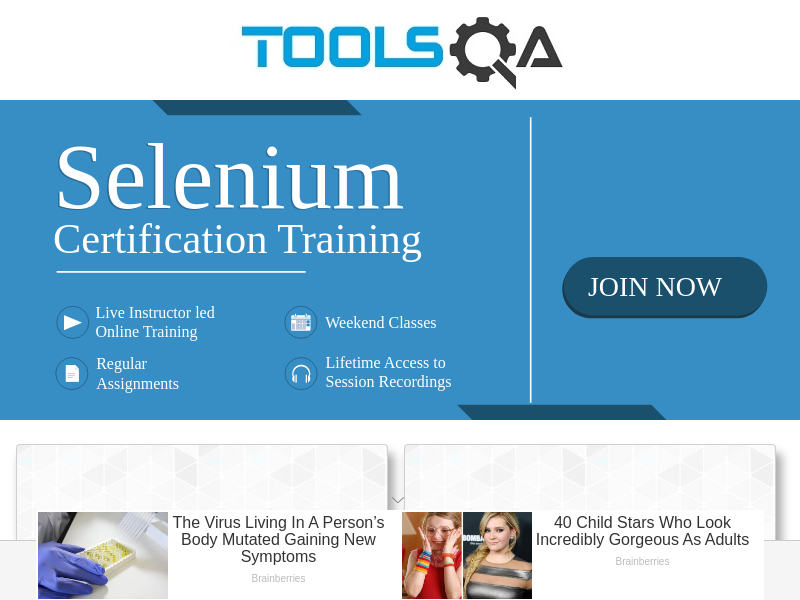 TOOLSQA
Selenium
Certification Training
JOIN NOW
Live Instructor led
Online Training
Weekend Classes
Regular
Assignments
Lifetime Access to
Session Recordings
The Virus Living In A Person's
Body Mutated Gaining New
Symptoms
Brainberries
40 Child Stars Who Look
Incredibly Gorgeous As Adults
Brainberries